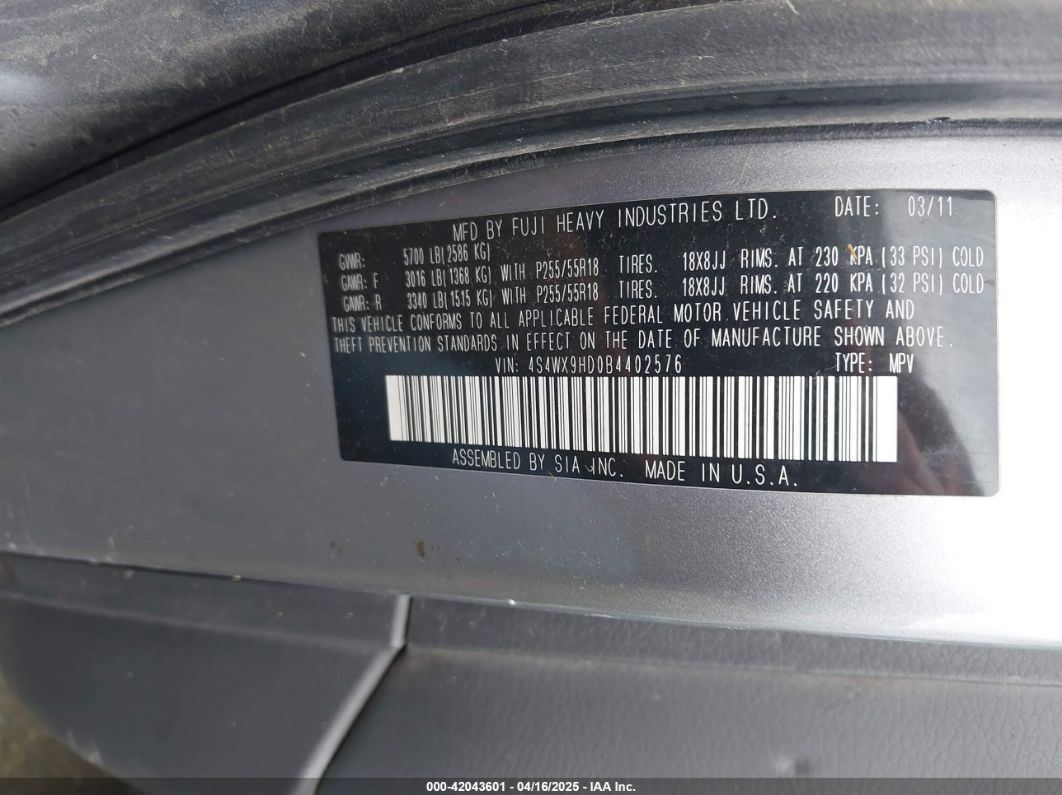 MFD BY FUJI HEAVY INDUSTRIES LTD. DATE: 03/11
GVWR: 5700 LB(2586 KG)
GAWR: F 3016 LB(1368 KG) WITH P255/55R18 TIRES. 18X8JJ RIMS. AT 230 KPA (33 PSI) COLD
GAWR: R 3340 LB(1515 KG) WITH P255/55R18 TIRES. 18X8JJ RIMS. AT 220 KPA (32 PSI) COLD
THIS VEHICLE CONFORMS TO ALL APPLICABLE FEDERAL MOTOR VEHICLE SAFETY AND
THEFT PREVENTION STANDARDS IN EFFECT ON THE DATE OF MANUFACTURE SHOWN ABOVE.
VIN: 4S4WX9HD0B4402576 TYPE: MPV
ASSEMBLED BY SIA INC. MADE IN U.S.A.
000-42043601 - 04/16/2025 - IAA Inc.